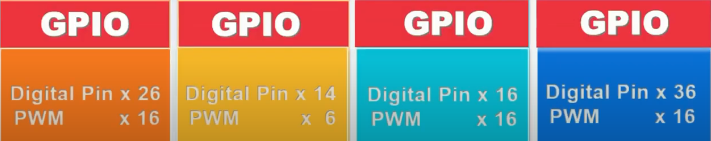 GPIO
Digital Pin x 26
PWM x 16
GPIO
Digital Pin x 14
PWM x 6
GPIO
Digital Pin x 16
PWM x 16
GPIO
Digital Pin x 36
PWM x 16